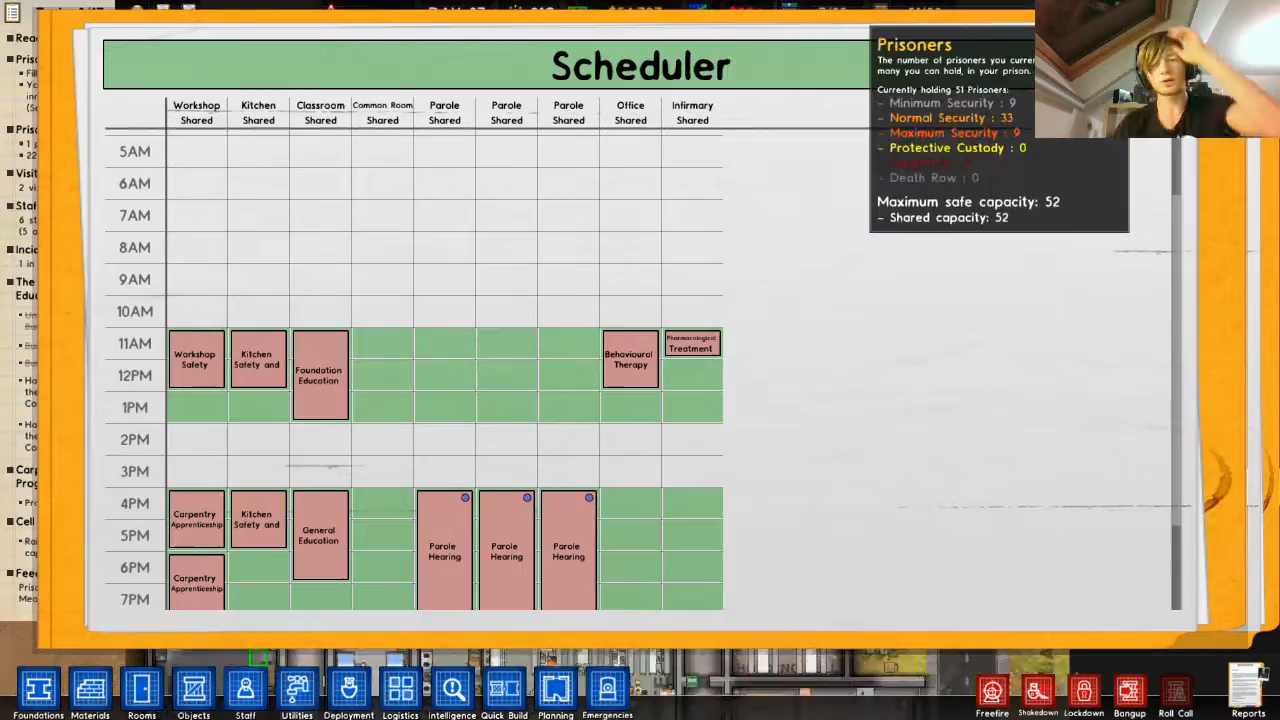 Scheduler
Prisoners
The number of prisoners you curre
many you can hold, in your prison.
Currently holding 51 Prisoners:
- Minimum Security : 9
- Normal Security : 33
- Maximum Security : 9
- Protective Custody : 0
- Death Row : 0
Maximum safe capacity: 52
- Shared capacity: 52
Workshop Shared
Kitchen Shared
Classroom Shared
Common Room Shared
Parole Shared
Parole Shared
Parole Shared
Office Shared
Infirmary Shared
5AM
6AM
7AM
8AM
9AM
10AM
11AM
12PM
1PM
2PM
3PM
4PM
5PM
6PM
7PM
Workshop
Safety
Kitchen
Safety and
Foundation
Education
Behavioural
Therapy
Pharmacological
Treatment
Carpentry
Apprenticeship
Kitchen
Safety and
General
Education
Parole
Hearing
Parole
Hearing
Parole
Hearing
Carpentry
Apprenticeship
Foundations
Materials
Rooms
Objects
Staff
Utilities
Deployment
Logistics
Intelligence
Quick Build
Planning
Emergencies
Freefire
Shakedown
Lockdown
Bangup
Roll Call
Reports